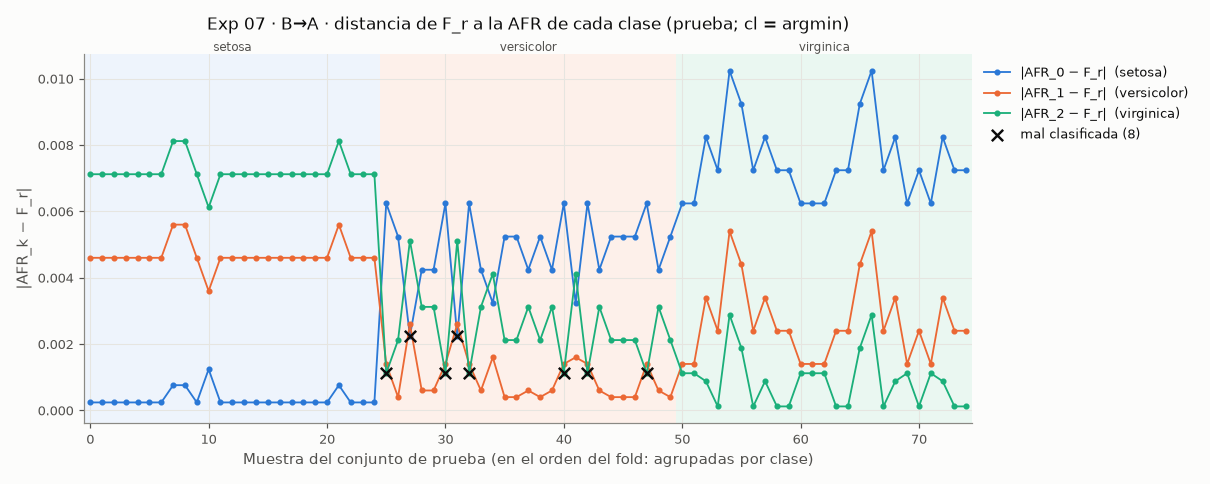 Exp 07 · B→A · distancia de F_r a la AFR de cada clase (prueba; cl = argmin)
setosa
versicolor
virginica
|AFR_k − F_r|
0.010
0.008
0.006
0.004
0.002
0.000
0
10
20
30
40
50
60
70
Muestra del conjunto de prueba (en el orden del fold: agrupadas por clase)
|AFR_0 − F_r| (setosa)
|AFR_1 − F_r| (versicolor)
|AFR_2 − F_r| (virginica)
mal clasificada (8)